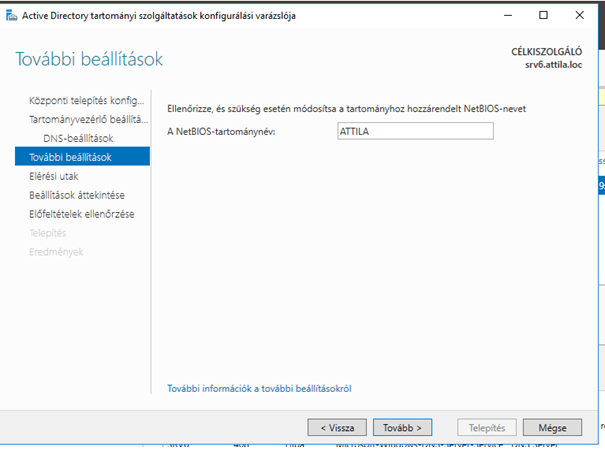 Active Directory tartományi szolgáltatások konfigurálási varázslója
További beállítások
CÉLKISZOLGÁLÓ
srv6.attila.loc
Központi telepítés konfig...
Tartományvezérlő beállítá...
DNS-beállítások
További beállítások
Elérési utak
Beállítások áttekintése
Előfeltételek ellenőrzése
Telepítés
Eredmények
Ellenőrizze, és szükség esetén módosítsa a tartományhoz hozzárendelt NetBIOS-nevet
A NetBIOS-tartománynév:
ATTILA
További információk a további beállításokról
< Vissza
Tovább >
Telepítés
Mégse